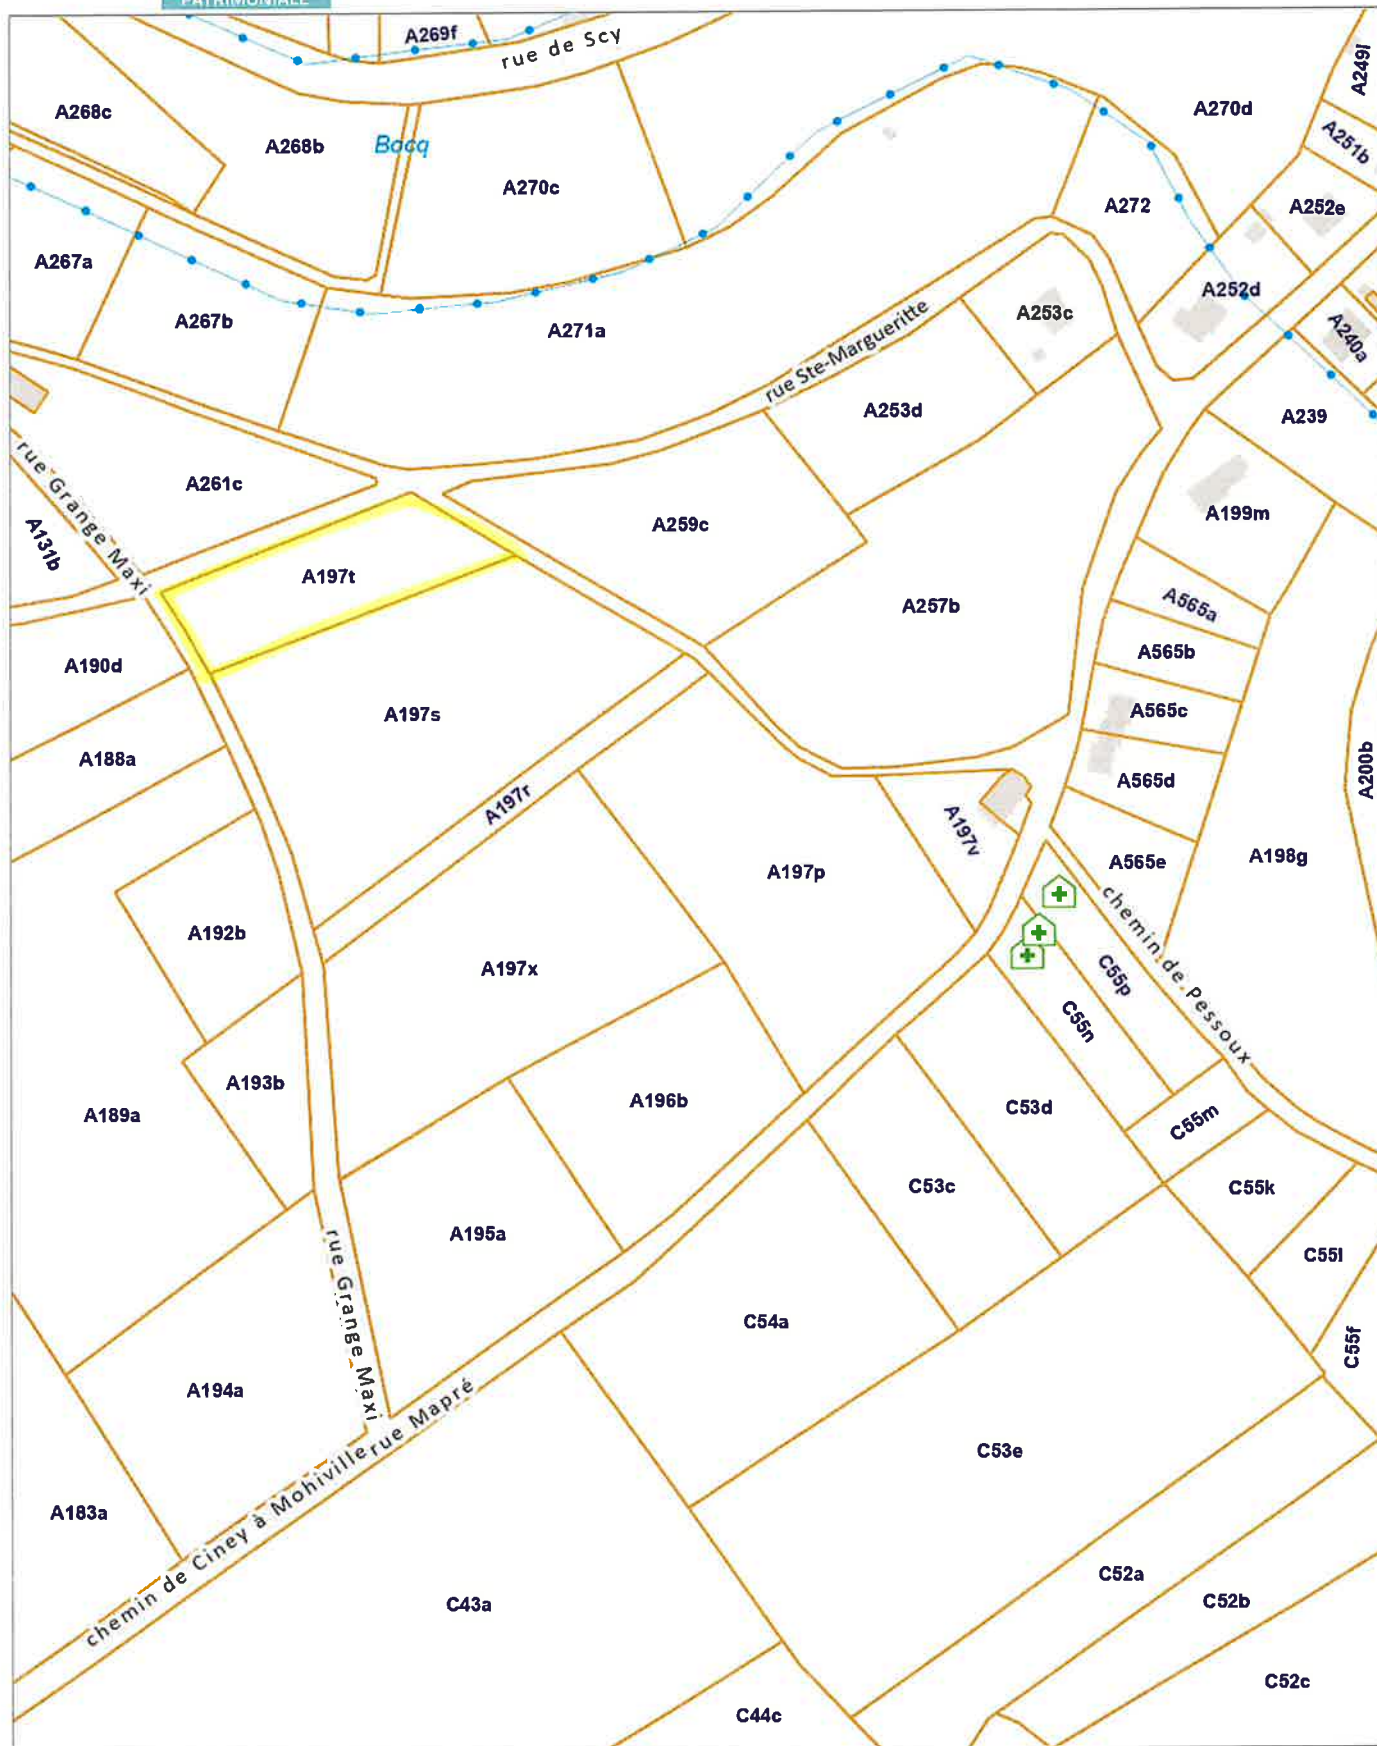 PATRIMONIALE
A269f
rue de Scy
A249l
A268c
A270d
A251b
A268b
Bocq
A270c
A272
A252e
A267a
A252d
A267b
A271a
A253c
A240a
rue Ste-Margueritte
A253d
A239
rue Grange Maxi
A261c
A131b
A259c
A199m
A197t
A257b
A565a
A565b
A190d
A197s
A565c
A188a
A200b
A565d
A197r
A197v
A197p
A565e
A198g
chemin de Pessoux
A192b
A197x
C55p
C55n
A193b
A189a
A196b
C53d
C55m
C53c
C55k
A195a
C55l
rue Grange Maxi
C54a
C55f
A194a
rue Mapré
C53e
chemin de Ciney à Mohiville
A183a
C52a
C43a
C52b
C52c
C44c